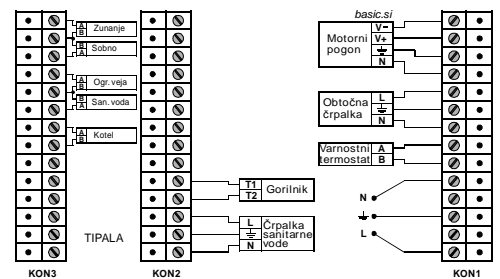 basic.si
A Zunanje
B
A Sobno
B
A Ogr. veja
B
A San. voda
B
A Kotel
B
Motorni pogon
V-
V+
N
Obtočna črpalka
L
N
Varnostni termostat
A
B
T1 Gorilnik
T2
L Črpalka
sanitarne
N vode
N
L
TIPALA
KON3
KON2
KON1